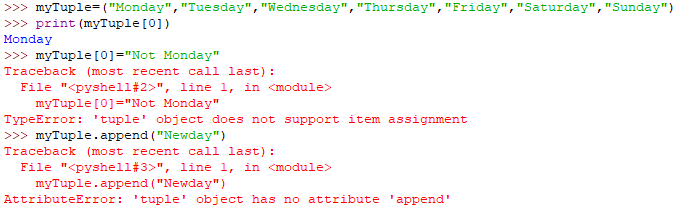 >>> myTuple=("Monday","Tuesday","Wednesday","Thursday","Friday","Saturday","Sunday")
>>> print(myTuple[0])
Monday
>>> myTuple[0]="Not Monday"
Traceback (most recent call last):
  File "<pyshell#2>", line 1, in <module>
    myTuple[0]="Not Monday"
TypeError: 'tuple' object does not support item assignment
>>> myTuple.append("Newday")
Traceback (most recent call last):
  File "<pyshell#3>", line 1, in <module>
    myTuple.append("Newday")
AttributeError: 'tuple' object has no attribute 'append'